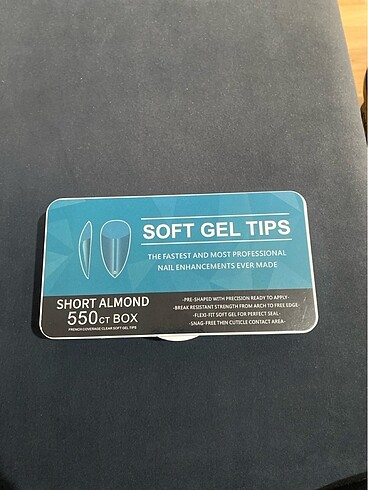 SOFT GEL TIPS
THE FASTEST AND MOST PROFESSIONAL
NAIL ENHANCEMENTS EVER MADE
SHORT ALMOND
550CT BOX
FRENCH COVERAGE CLEAR SOFT GEL TIPS
-PRE-SHAPED WITH PRECISION READY TO APPLY-
-BREAK RESISTANT STRENGTH FROM ARCH TO FREE EDGE-
-FLEXI-FIT SOFT GEL FOR PERFECT SEAL-
-SNAG-FREE THIN CUTICLE CONTACT AREA-